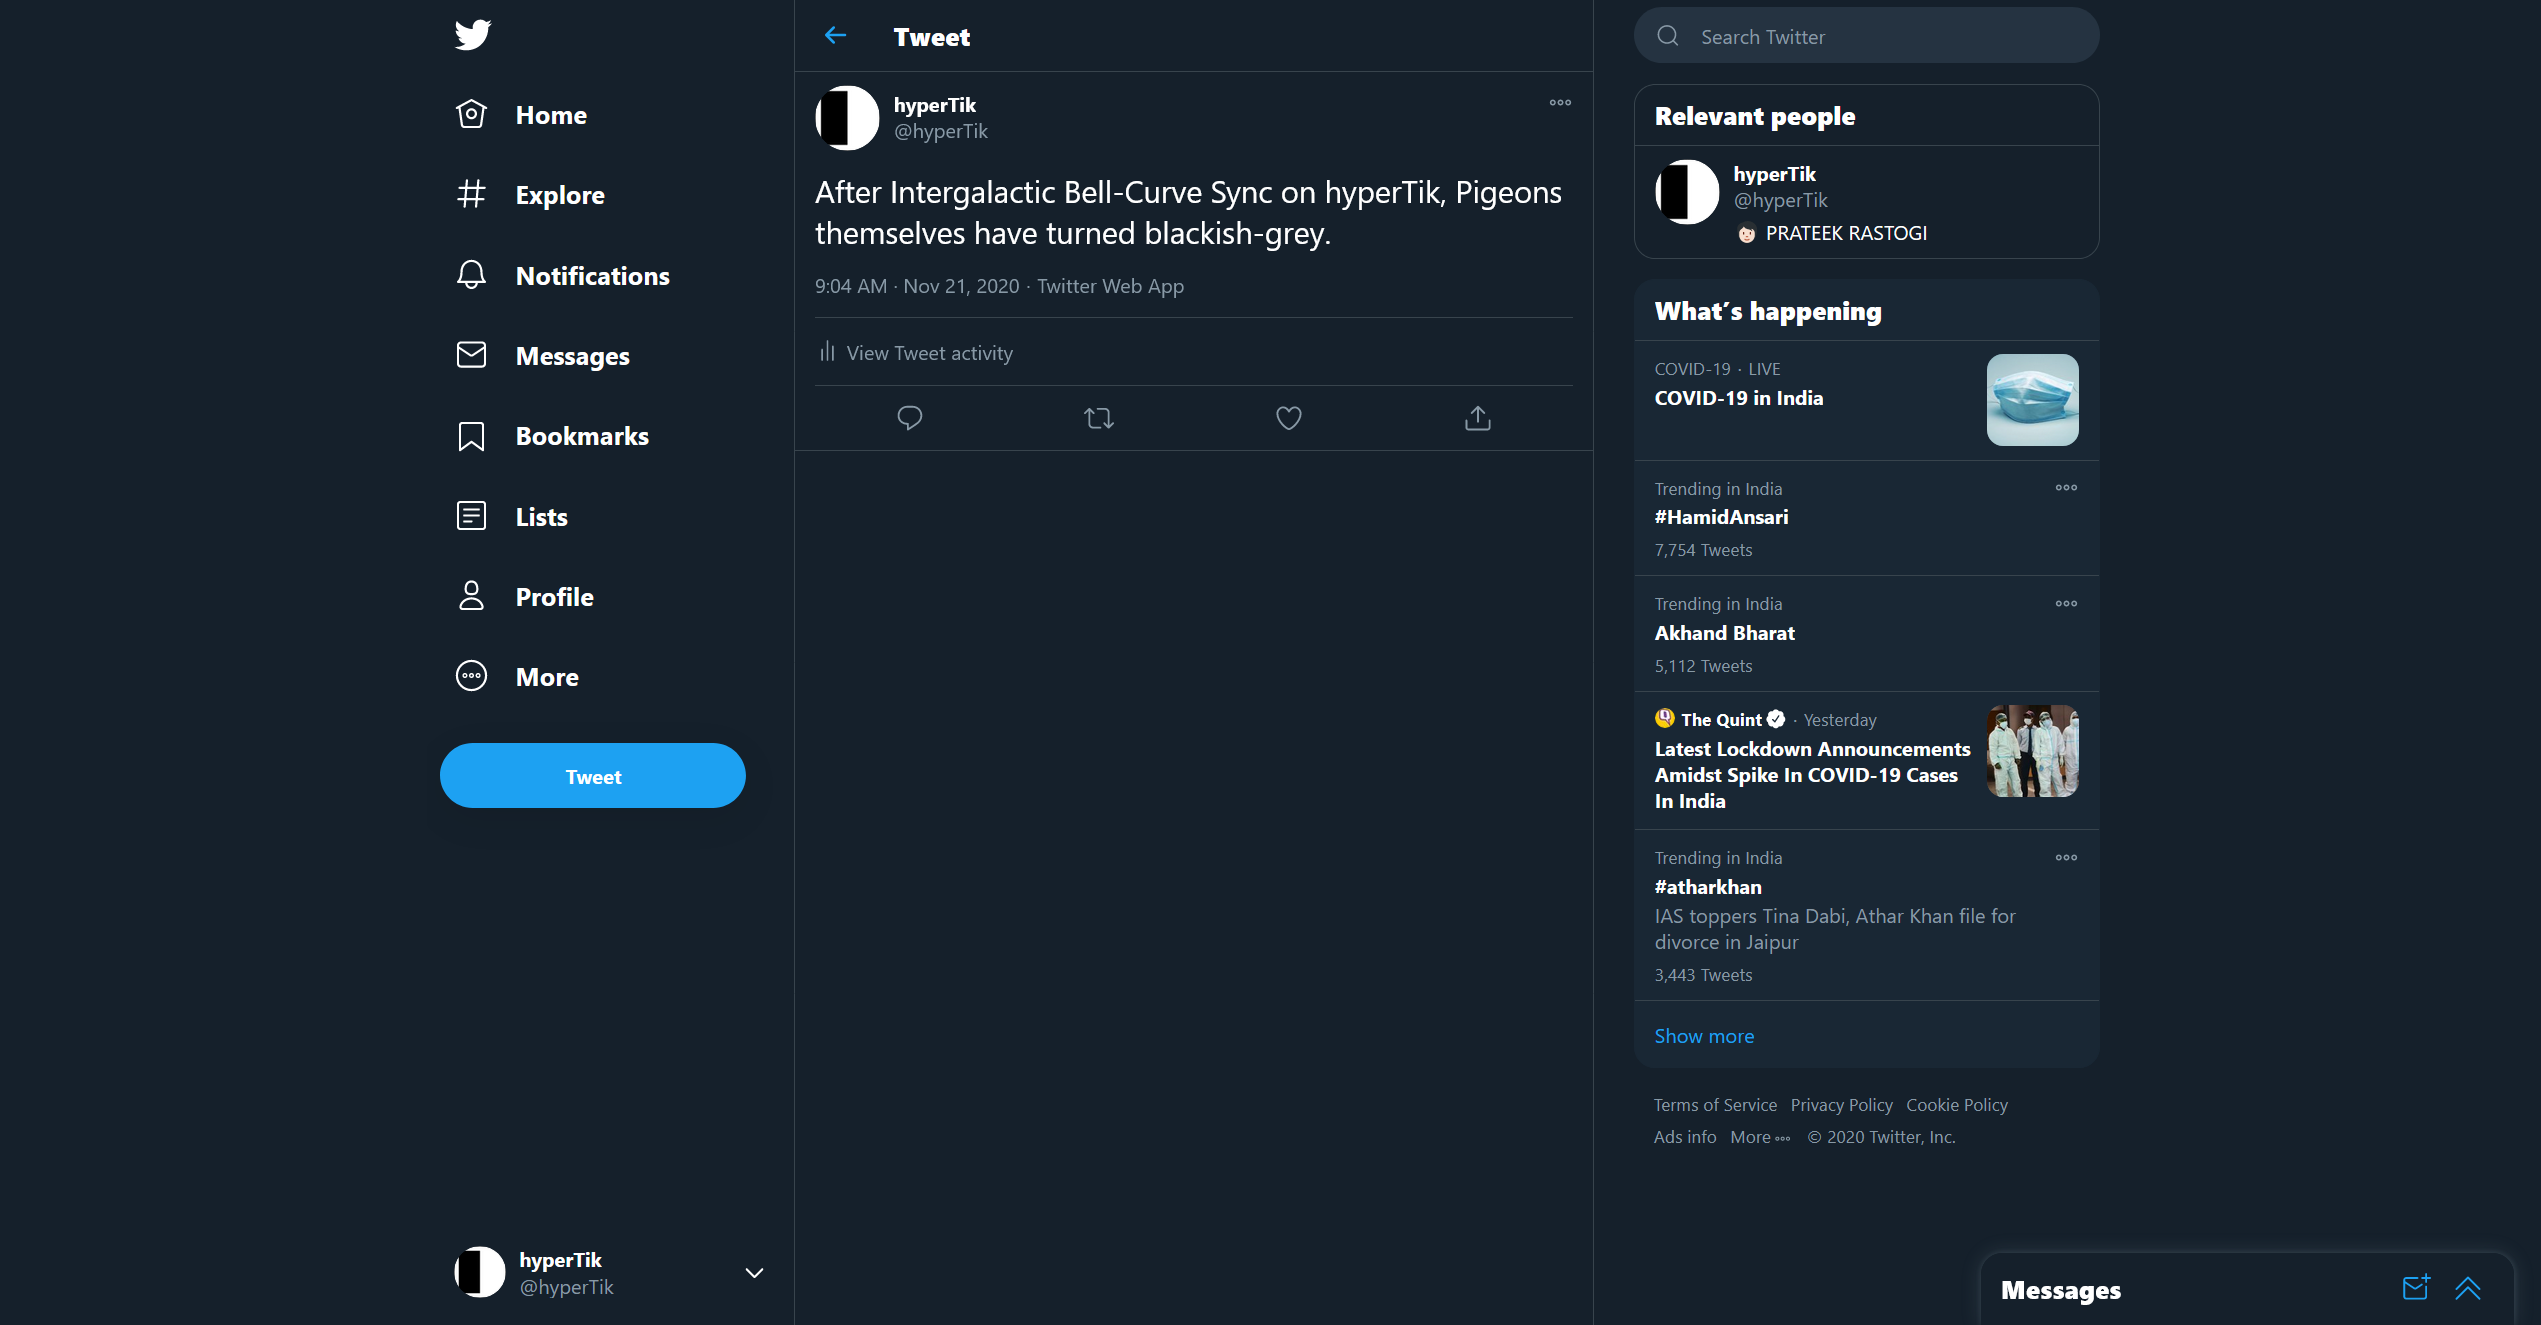 Home
Explore
Notifications
Messages
Bookmarks
Lists
Profile
More
Tweet
hyperTik
@hyperTik
Tweet
hyperTik
@hyperTik
After Intergalactic Bell-Curve Sync on hyperTik, Pigeons
themselves have turned blackish-grey.
9:04 AM · Nov 21, 2020 · Twitter Web App
View Tweet activity
Search Twitter
Relevant people
hyperTik
@hyperTik
PRATEEK RASTOGI
What's happening
COVID-19 · LIVE
COVID-19 in India
Trending in India
#HamidAnsari
7,754 Tweets
Trending in India
Akhand Bharat
5,112 Tweets
The Quint · Yesterday
Latest Lockdown Announcements
Amidst Spike In COVID-19 Cases
In India
Trending in India
#atharkhan
IAS toppers Tina Dabi, Athar Khan file for
divorce in Jaipur
3,443 Tweets
Show more
Terms of Service Privacy Policy Cookie Policy
Ads info More © 2020 Twitter, Inc.
Messages